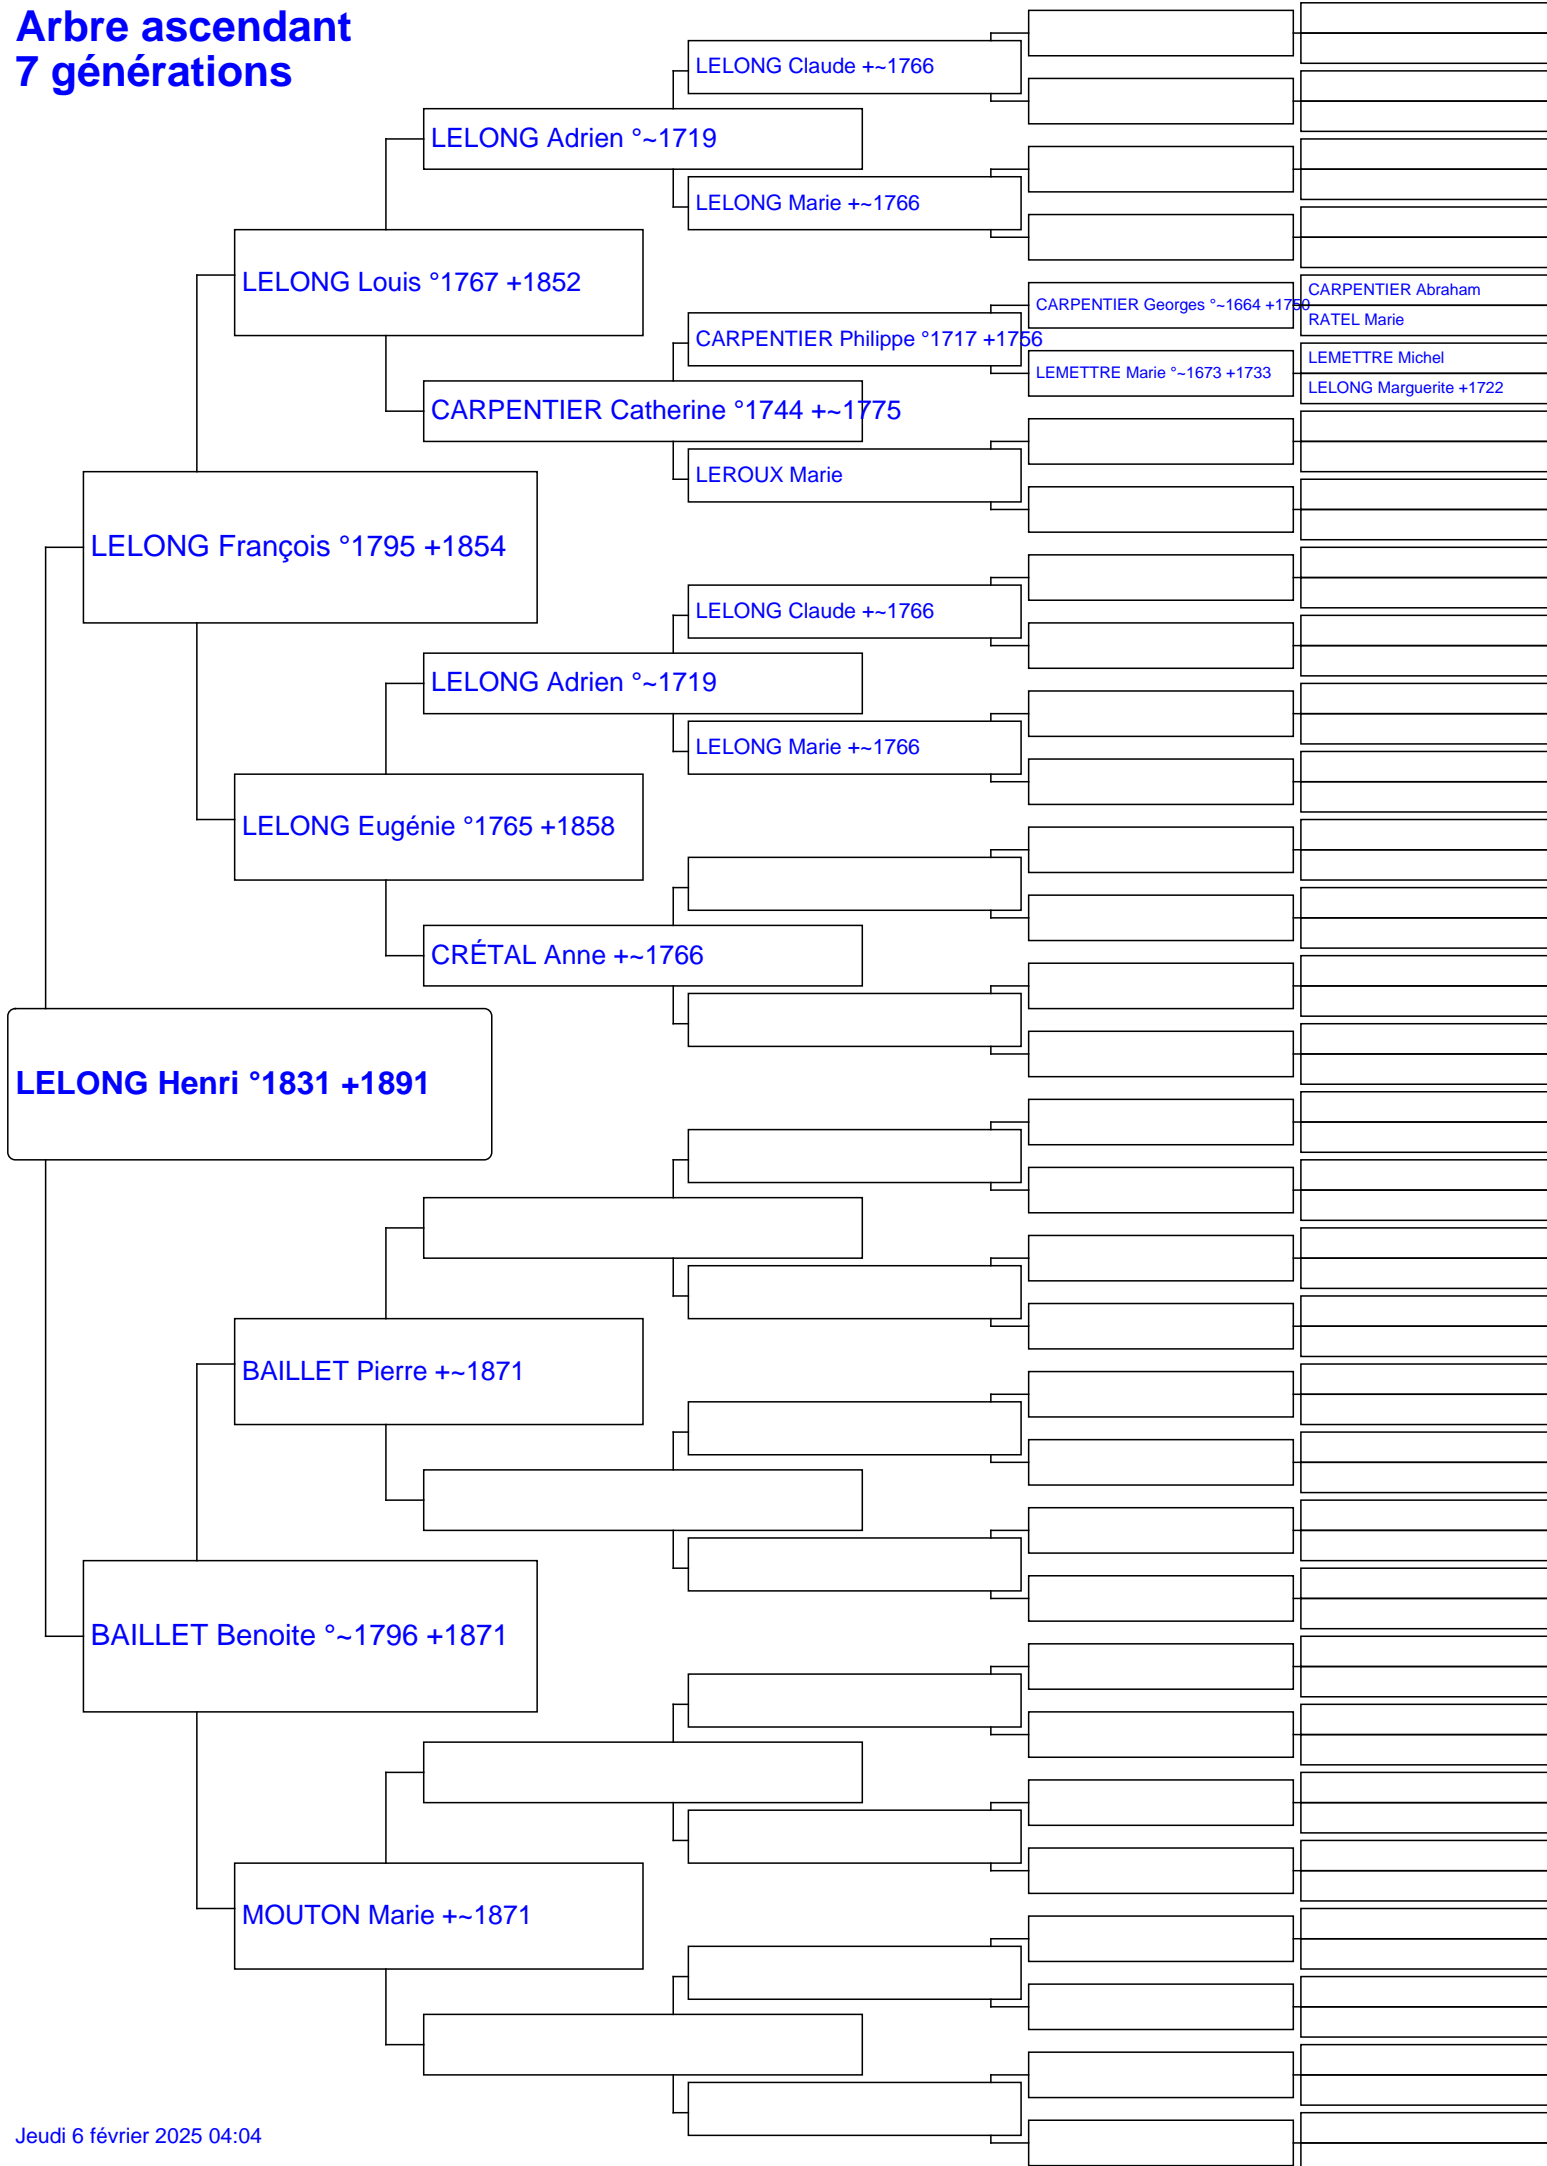 Arbre ascendant
7 générations
LELONG Claude +~1766
LELONG Adrien °~1719
LELONG Marie +~1766
LELONG Louis °1767 +1852
CARPENTIER Abraham
CARPENTIER Georges °~1664 +1750
RATEL Marie
CARPENTIER Philippe °1717 +1756
LEMETTRE Michel
LEMETTRE Marie °~1673 +1733
LELONG Marguerite +1722
CARPENTIER Catherine °1744 +~1775
LEROUX Marie
LELONG François °1795 +1854
LELONG Claude +~1766
LELONG Adrien °~1719
LELONG Marie +~1766
LELONG Eugénie °1765 +1858
CRÉTAL Anne +~1766
LELONG Henri °1831 +1891
BAILLET Pierre +~1871
BAILLET Benoite °~1796 +1871
MOUTON Marie +~1871
Jeudi 6 février 2025 04:04